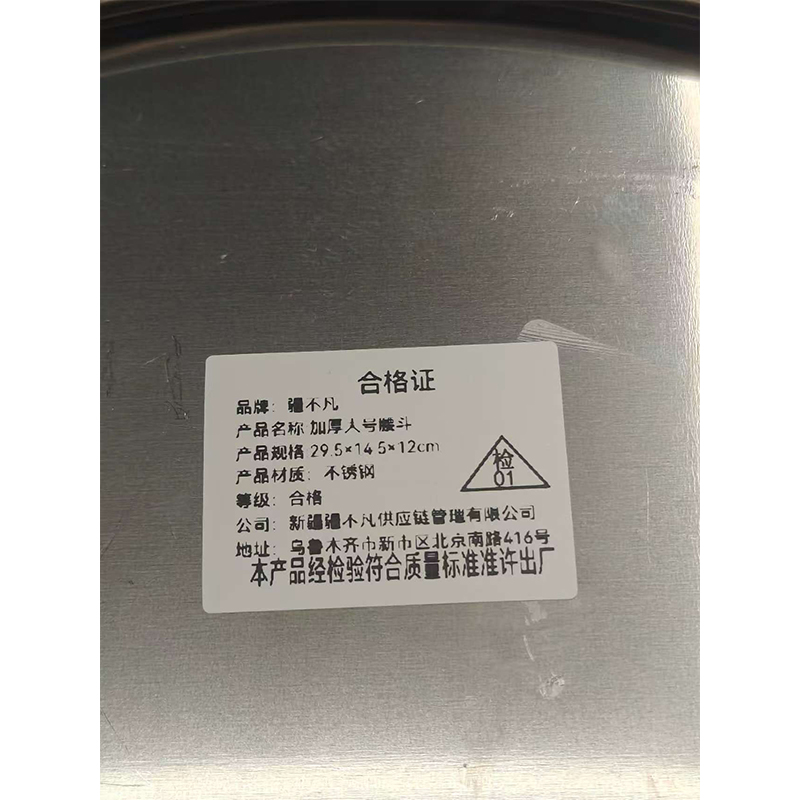 合格证
品牌：疆不凡
产品名称 加厚大号簸斗
产品规格 29.5×14.5×12cm
产品材质：不锈钢
检
01
等级：合格
公司：新疆疆不凡供应链管理有限公司
地址：乌鲁木齐市新市区北京南路416号
本产品经检验符合质量标准准许出厂